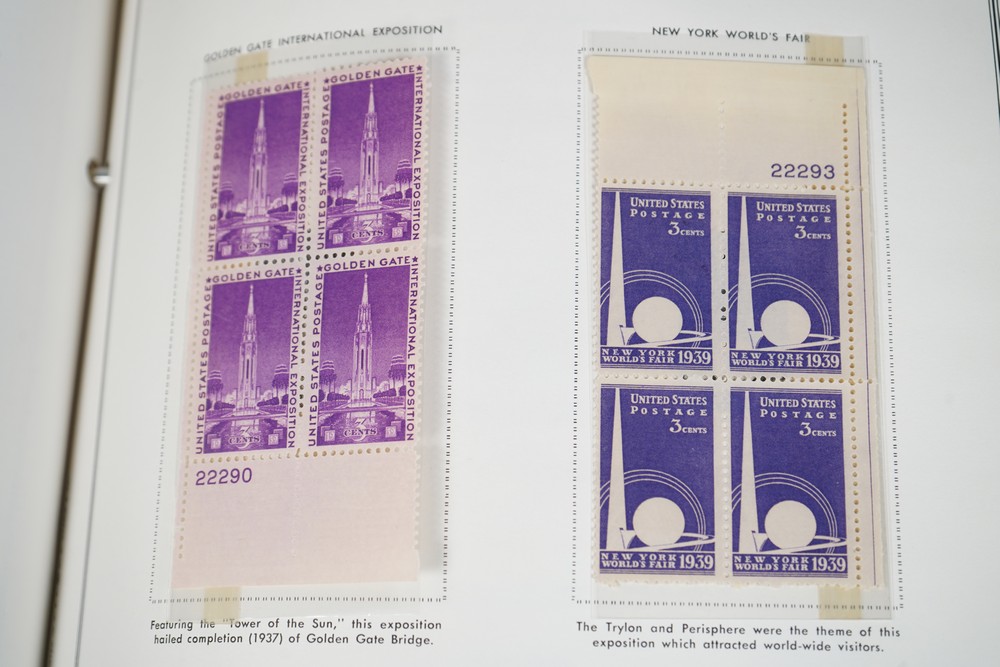 GOLDEN GATE INTERNATIONAL EXPOSITION
GOLDEN GATE
UNITED STATES POSTAGE
INTERNATIONAL EXPOSITION
3 CENTS
GOLDEN GATE
UNITED STATES POSTAGE
INTERNATIONAL EXPOSITION
3 CENTS
GOLDEN GATE
UNITED STATES POSTAGE
INTERNATIONAL EXPOSITION
3 CENTS
GOLDEN GATE
UNITED STATES POSTAGE
INTERNATIONAL EXPOSITION
3 CENTS
22290
Featuring the "Tower of the Sun," this exposition
hailed completion (1937) of Golden Gate Bridge.
NEW YORK WORLD'S FAIR
22293
UNITED STATES
POSTAGE
3 CENTS
NEW YORK
WORLD'S FAIR 1939
UNITED STATES
POSTAGE
3 CENTS
NEW YORK
WORLD'S FAIR 1939
UNITED STATES
POSTAGE
3 CENTS
NEW YORK
WORLD'S FAIR 1939
UNITED STATES
POSTAGE
3 CENTS
NEW YORK
WORLD'S FAIR 1939
The Trylon and Perisphere were the theme of this
exposition which attracted world-wide visitors.